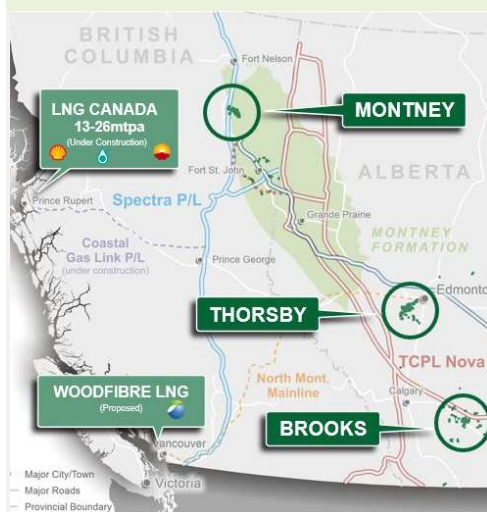 BRITISH
COLUMBIA
Fort Nelson
LNG CANADA
13-26mtpa
(Under Construction)
MONTNEY
Fort St. John
ALBERTA
Prince Rupert
Spectra P/L
Grande Prairie
MONTNEY
FORMATION
Coastal
Gas Link P/L
(under construction)
Prince George
Edmonto
THORSBY
TCPL Nova
WOODFIBRE LNG
(Proposed)
North Mont.
Mainline
Calgary
BROOKS
Vancouver
Victoria
Major City/Town
Major Roads
Provincial Boundary